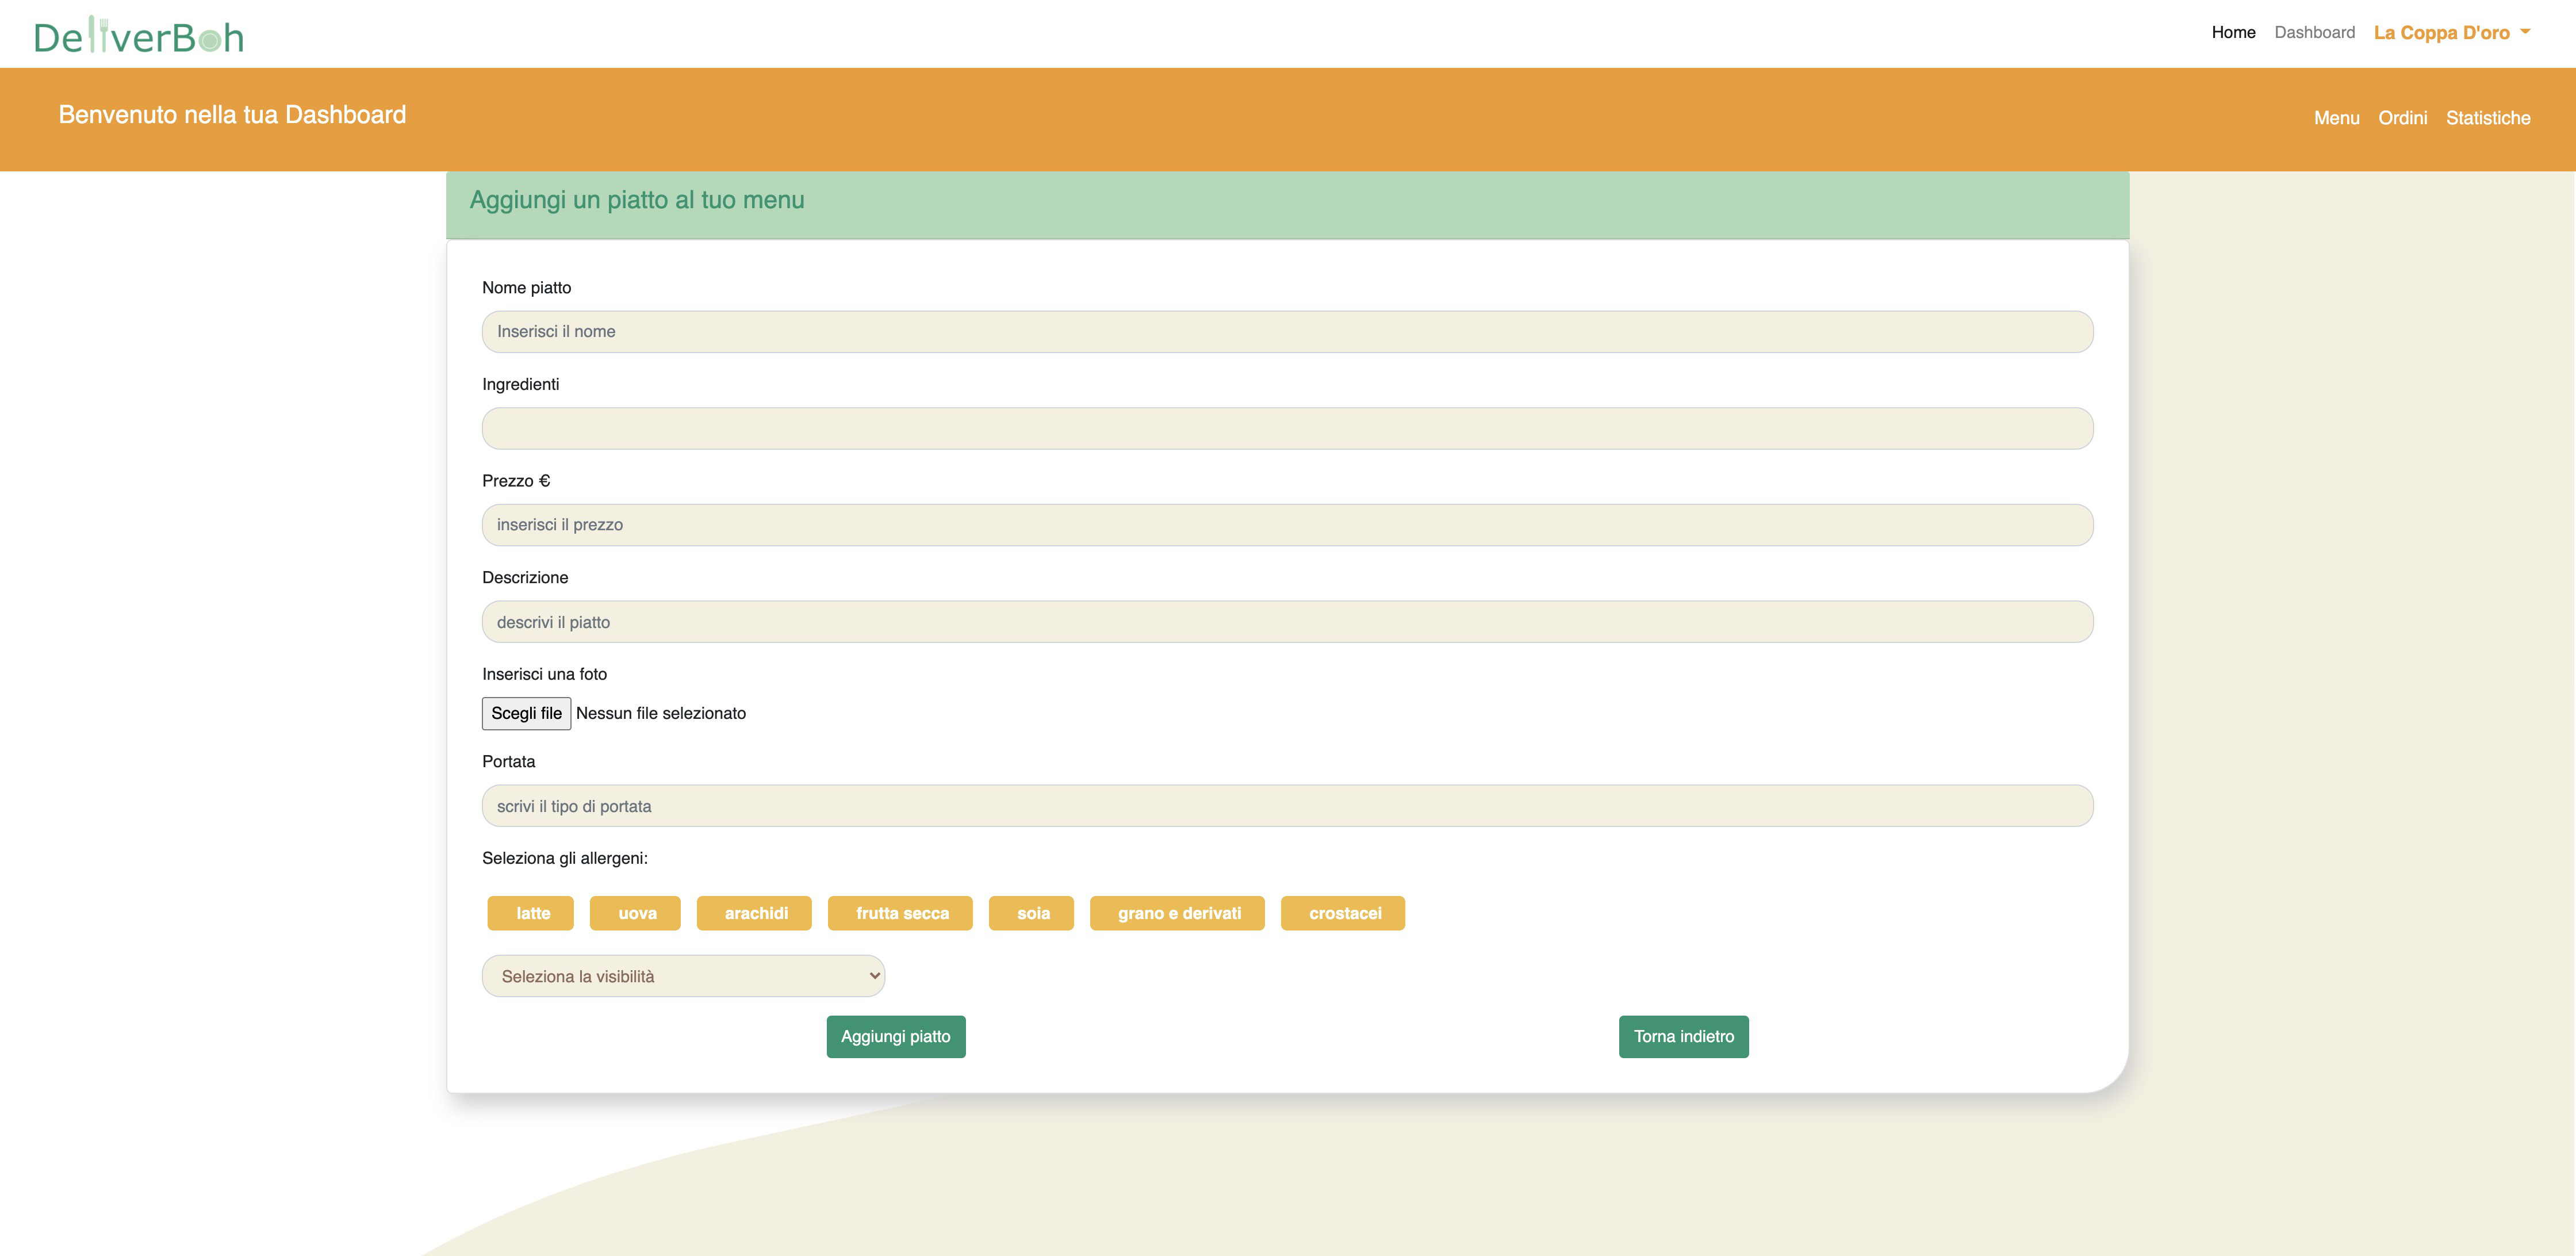 DeliverBoh
Home Dashboard La Coppa D'oro
Benvenuto nella tua Dashboard
Menu Ordini Statistiche
Aggiungi un piatto al tuo menu
Nome piatto
Inserisci il nome
Ingredienti
Prezzo €
inserisci il prezzo
Descrizione
descrivi il piatto
Inserisci una foto
Scegli file Nessun file selezionato
Portata
scrivi il tipo di portata
Seleziona gli allergeni:
latte uova arachidi frutta secca soia grano e derivati crostacei
Seleziona la visibilità
Aggiungi piatto Torna indietro